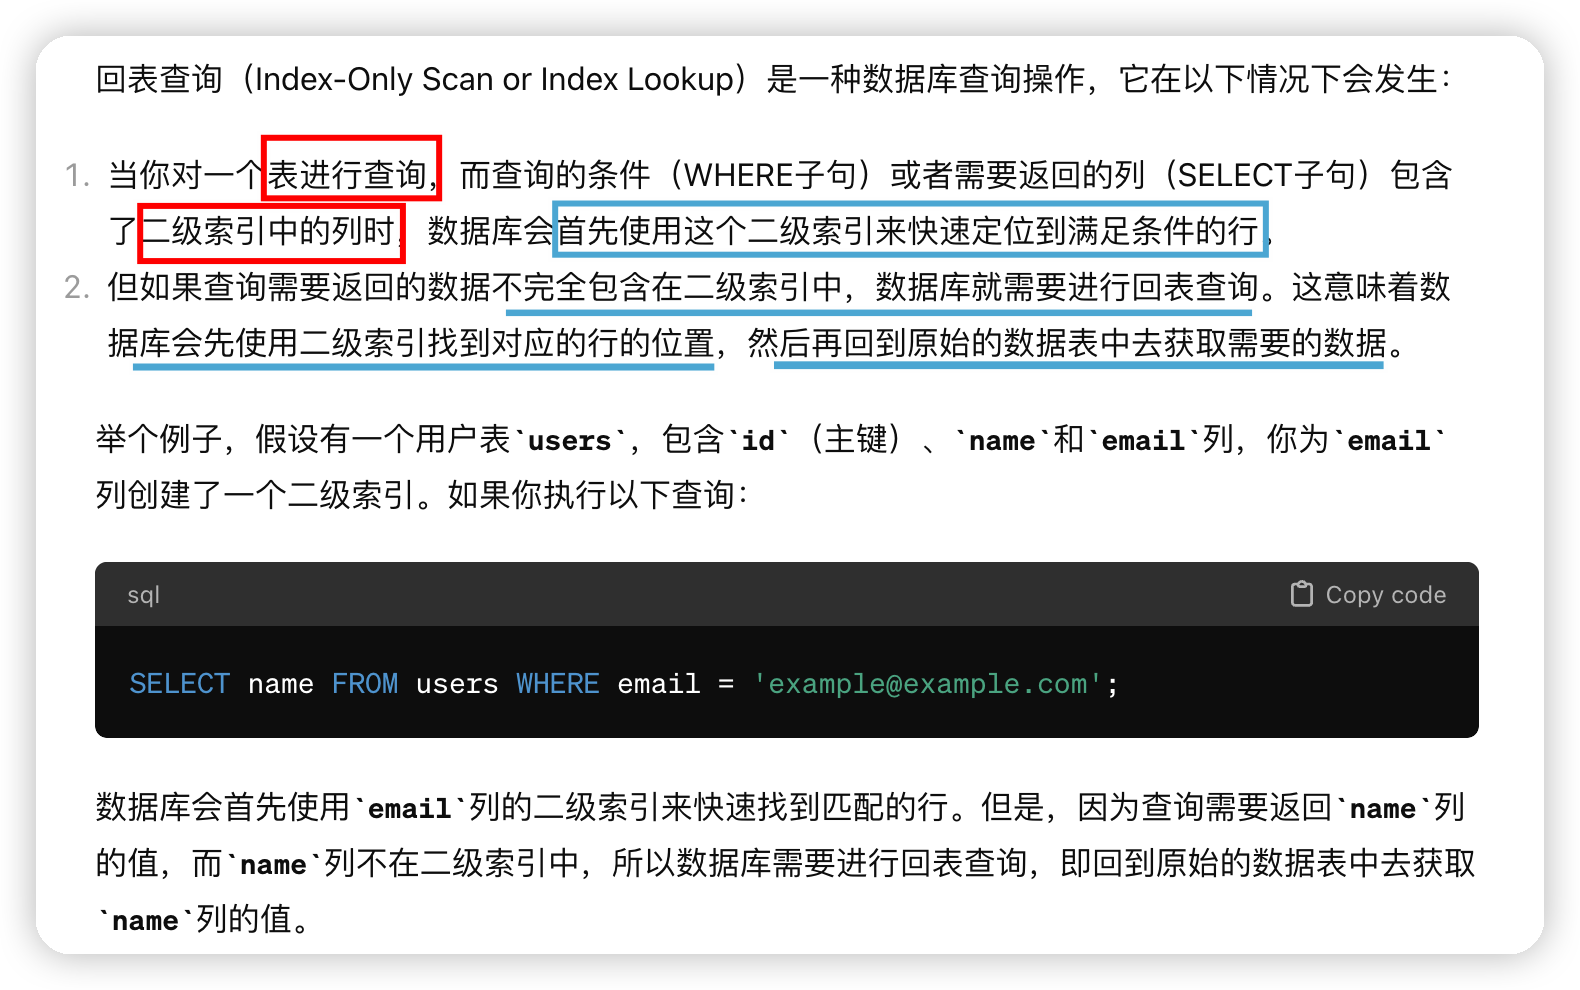 回表查询（Index-Only Scan or Index Lookup）是一种数据库查询操作，它在以下情况下会发生：
1. 当你对一个表进行查询，而查询的条件（WHERE子句）或者需要返回的列（SELECT子句）包含
了二级索引中的列时，数据库会首先使用这个二级索引来快速定位到满足条件的行。
2. 但如果查询需要返回的数据不完全包含在二级索引中，数据库就需要进行回表查询。这意味着数
据库会先使用二级索引找到对应的行的位置，然后再回到原始的数据表中去获取需要的数据。
举个例子，假设有一个用户表`users`，包含`id`（主键）、`name`和`email`列，你为`email`
列创建了一个二级索引。如果你执行以下查询：
sql Copy code
SELECT name FROM users WHERE email = 'example@example.com';
数据库会首先使用`email`列的二级索引来快速找到匹配的行。但是，因为查询需要返回`name`列
的值，而`name`列不在二级索引中，所以数据库需要进行回表查询，即回到原始的数据表中去获取
`name`列的值。